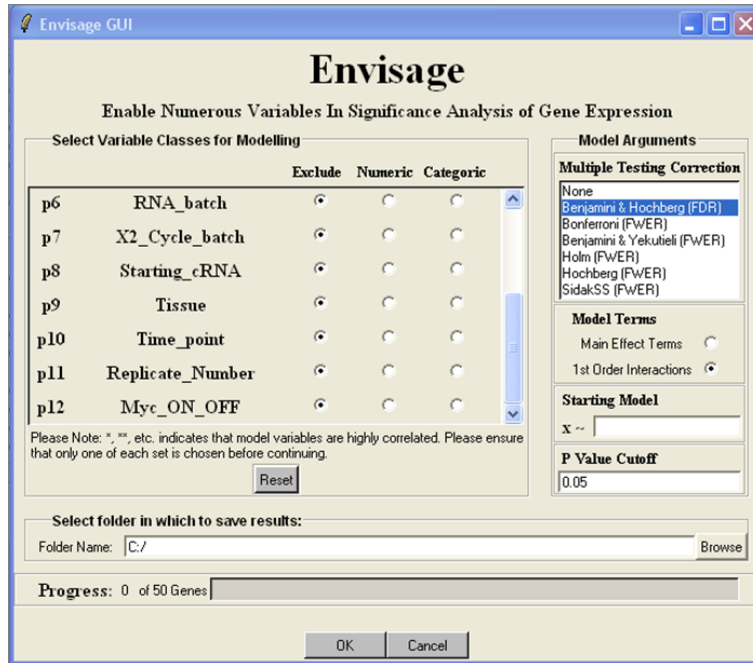 Envisage GUI
Envisage
Enable Numerous Variables In Significance Analysis of Gene Expression
Select Variable Classes for Modelling
Exclude Numeric Categoric
p6 RNA_batch
p7 X2_Cycle_batch
p8 Starting_cRNA
p9 Tissue
p10 Time_point
p11 Replicate_Number
p12 Myc_ON_OFF
Please Note: *, **, etc. indicates that model variables are highly correlated. Please ensure
that only one of each set is chosen before continuing.
Reset
Model Arguments
Multiple Testing Correction
None
Benjamini & Hochberg (FDR)
Bonferroni (FWER)
Benjamini & Yekutieli (FWER)
Holm (FWER)
Hochberg (FWER)
SidakSS (FWER)
Model Terms
Main Effect Terms
1st Order Interactions
Starting Model
x ~
P Value Cutoff
0.05
Select folder in which to save results:
Folder Name: C:/ Browse
Progress: 0 of 50 Genes
OK Cancel